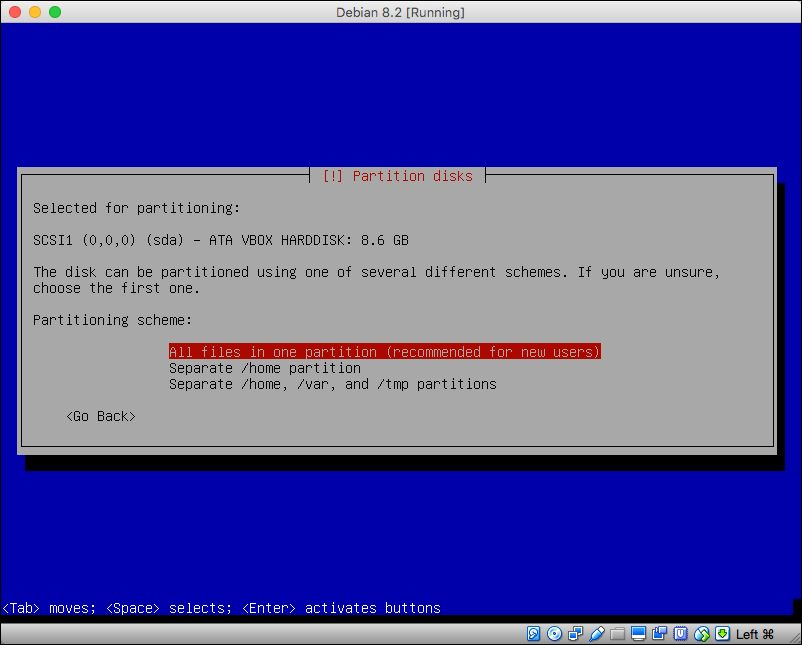 Debian 8.2 [Running]
[!] Partition disks
Selected for partitioning:
SCSI1 (0,0,0) (sda) - ATA VBOX HARDDISK: 8.6 GB
The disk can be partitioned using one of several different schemes. If you are unsure,
choose the first one.
Partitioning scheme:
All files in one partition (recommended for new users)
Separate /home partition
Separate /home, /var, and /tmp partitions
<Go Back>
<Tab> moves; <Space> selects; <Enter> activates buttons
Left ⌘